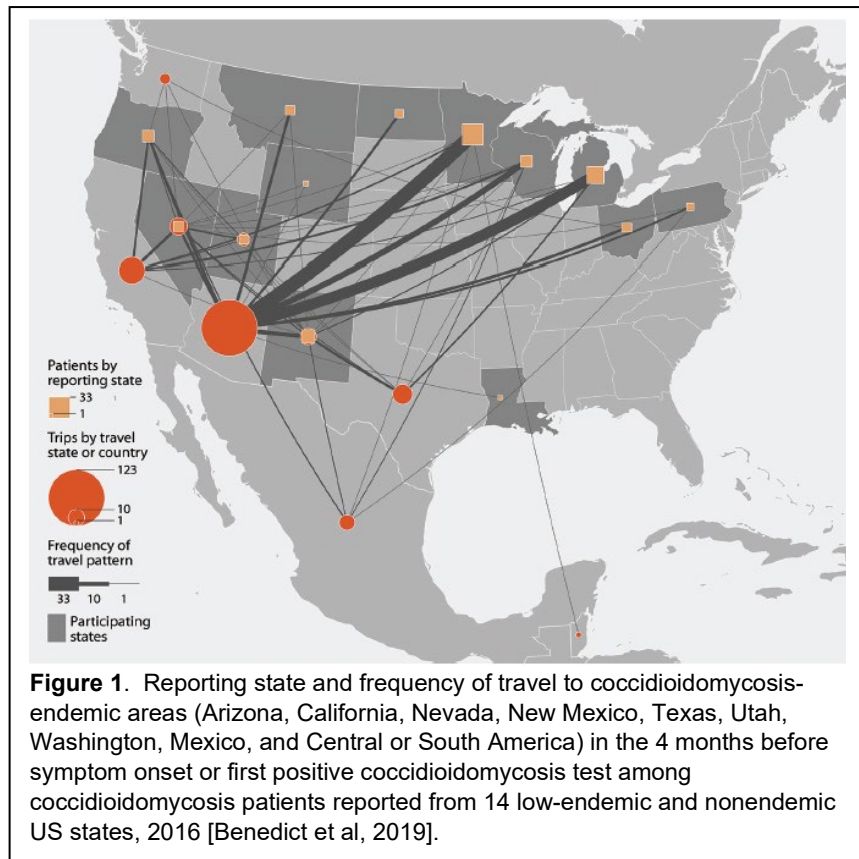 Patients by
reporting state
33
1
Trips by travel
state or country
123
10
1
Frequency of
travel pattern
33 10 1
Participating
states
Figure 1. Reporting state and frequency of travel to coccidioidomycosis-
endemic areas (Arizona, California, Nevada, New Mexico, Texas, Utah,
Washington, Mexico, and Central or South America) in the 4 months before
symptom onset or first positive coccidioidomycosis test among
coccidioidomycosis patients reported from 14 low-endemic and nonendemic
US states, 2016 [Benedict et al, 2019].